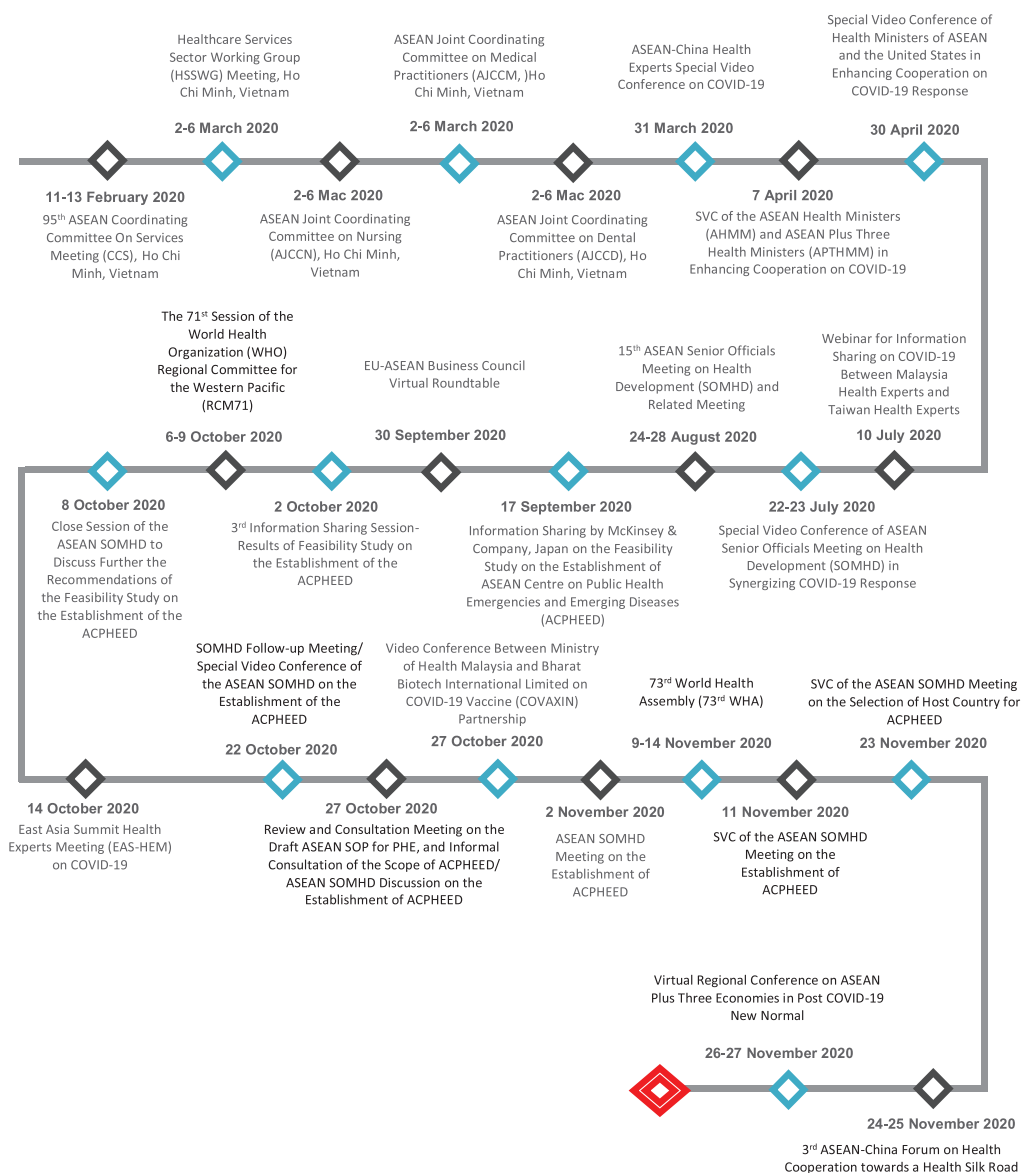 Healthcare Services
Sector Working Group
(HSSWG) Meeting, Ho
Chi Minh, Vietnam
2-6 March 2020
ASEAN Joint Coordinating
Committee on Medical
Practitioners (AJCCM, )Ho
Chi Minh, Vietnam
2-6 March 2020
ASEAN-China Health
Experts Special Video
Conference on COVID-19
31 March 2020
Special Video Conference of
Health Ministers of ASEAN
and the United States in
Enhancing Cooperation on
COVID-19 Response
30 April 2020
11-13 February 2020
95th ASEAN Coordinating
Committee On Services
Meeting (CCS), Ho Chi
Minh, Vietnam
2-6 Mac 2020
ASEAN Joint Coordinating
Committee on Nursing
(AJCCN), Ho Chi Minh,
Vietnam
2-6 Mac 2020
ASEAN Joint Coordinating
Committee on Dental
Practitioners (AJCCD), Ho
Chi Minh, Vietnam
7 April 2020
SVC of the ASEAN Health Ministers
(AHMM) and ASEAN Plus Three
Health Ministers (APTHMM) in
Enhancing Cooperation on COVID-19
The 71st Session of the
World Health
Organization (WHO)
Regional Committee for
the Western Pacific
(RCM71)
6-9 October 2020
EU-ASEAN Business Council
Virtual Roundtable
30 September 2020
15th ASEAN Senior Officials
Meeting on Health
Development (SOMHD) and
Related Meeting
24-28 August 2020
Webinar for Information
Sharing on COVID-19
Between Malaysia
Health Experts and
Taiwan Health Experts
10 July 2020
8 October 2020
Close Session of the
ASEAN SOMHD to
Discuss Further the
Recommendations of
the Feasibility Study on
the Establishment of the
ACPHEED
2 October 2020
3rd Information Sharing Session-
Results of Feasibility Study on
the Establishment of the
ACPHEED
17 September 2020
Information Sharing by McKinsey &
Company, Japan on the Feasibility
Study on the Establishment of
ASEAN Centre on Public Health
Emergencies and Emerging Diseases
(ACPHEED)
22-23 July 2020
Special Video Conference of ASEAN
Senior Officials Meeting on Health
Development (SOMHD) in
Synergizing COVID-19 Response
SOMHD Follow-up Meeting/
Special Video Conference of
the ASEAN SOMHD on the
Establishment of the
ACPHEED
22 October 2020
Video Conference Between Ministry
of Health Malaysia and Bharat
Biotech International Limited on
COVID-19 Vaccine (COVAXIN)
Partnership
27 October 2020
73rd World Health
Assembly (73rd WHA)
9-14 November 2020
SVC of the ASEAN SOMHD Meeting
on the Selection of Host Country for
ACPHEED
23 November 2020
14 October 2020
East Asia Summit Health
Experts Meeting (EAS-HEM)
on COVID-19
27 October 2020
Review and Consultation Meeting on the
Draft ASEAN SOP for PHE, and Informal
Consultation of the Scope of ACPHEED/
ASEAN SOMHD Discussion on the
Establishment of ACPHEED
2 November 2020
ASEAN SOMHD
Meeting on the
Establishment of
ACPHEED
11 November 2020
SVC of the ASEAN SOMHD
Meeting on the
Establishment of
ACPHEED
Virtual Regional Conference on ASEAN
Plus Three Economies in Post COVID-19
New Normal
26-27 November 2020
24-25 November 2020
3rd ASEAN-China Forum on Health
Cooperation towards a Health Silk Road